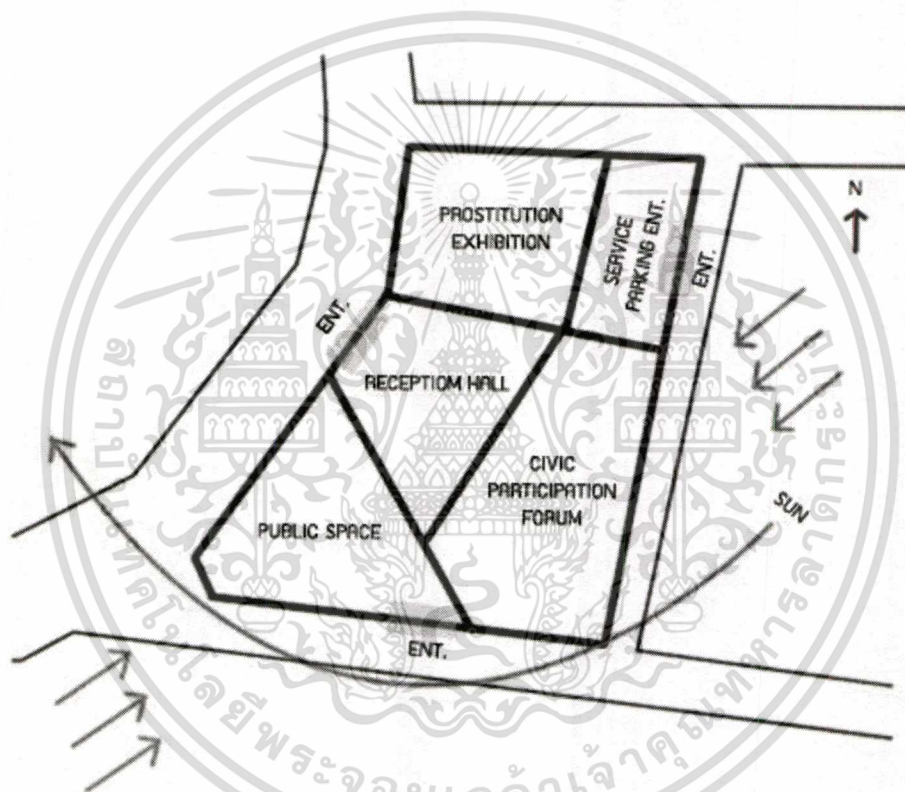 N
PROSTITUTION
EXHIBITION
SERVICE
PARKING ENT.
ENT.
ENT.
RECEPTIOM HALL
CIVIC
PARTICIPATION
FORUM
SUN
PUBLIC SPACE
ENT.